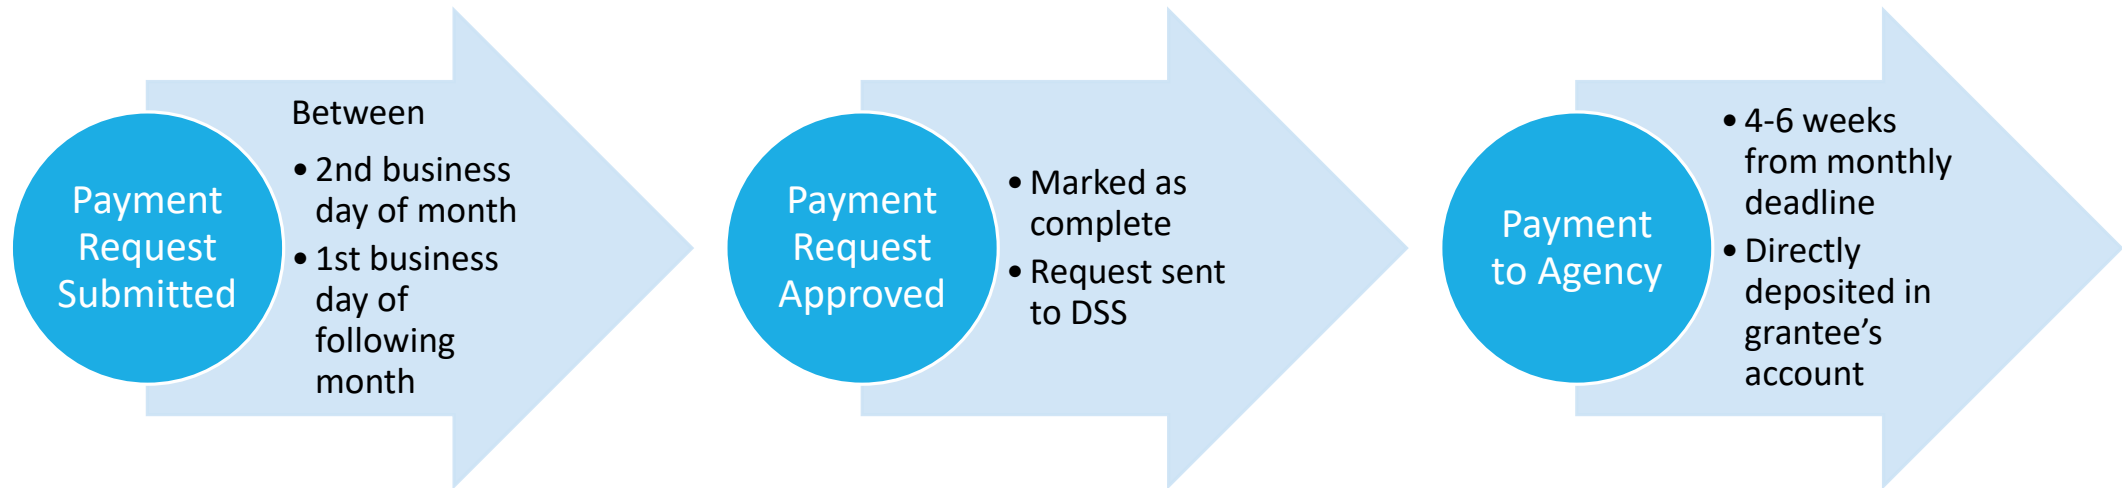 Payment
Request
Submitted
Between
• 2nd business
day of month
• 1st business
day of
following
month
Payment
Request
Approved
• Marked as
complete
• Request sent
to DSS
Payment
to Agency
• 4-6 weeks
from monthly
deadline
• Directly
deposited in
grantee’s
account